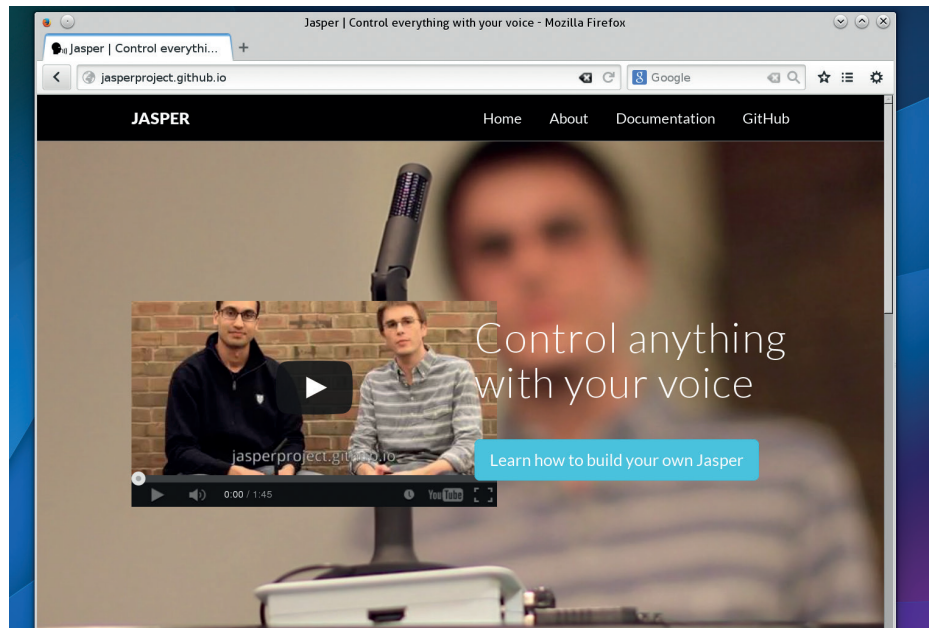 Jasper | Control everything with your voice - Mozilla Firefox
Jasper | Control everythi...
jasperproject.github.io
Google
JASPER
Home About Documentation GitHub
Control anything
with your voice
jasperproject.github.io
Learn how to build your own Jasper
0:00 / 1:45
YouTube